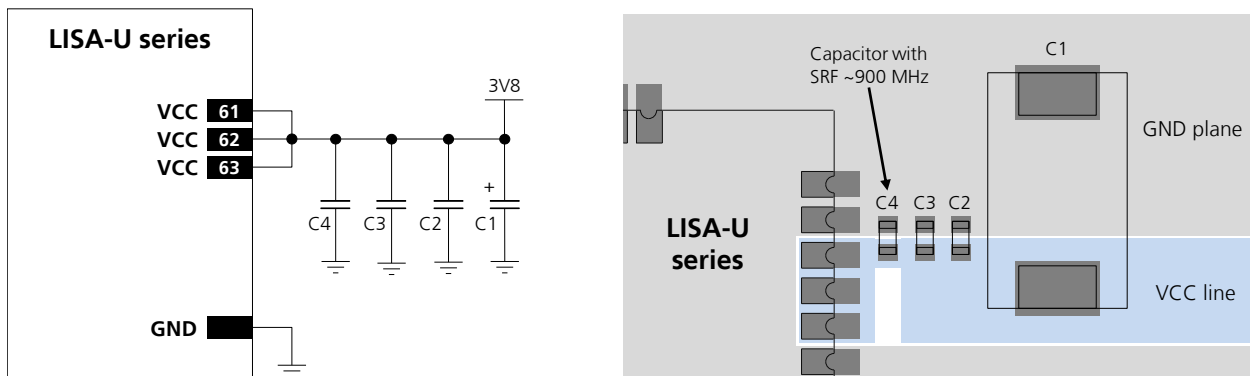 LISA-U series
VCC 61
VCC 62
VCC 63
3V8
+
C4 C3 C2 C1
GND
Capacitor with
SRF ~900 MHz
C1
GND plane
C4 C3 C2
LISA-U
series
VCC line